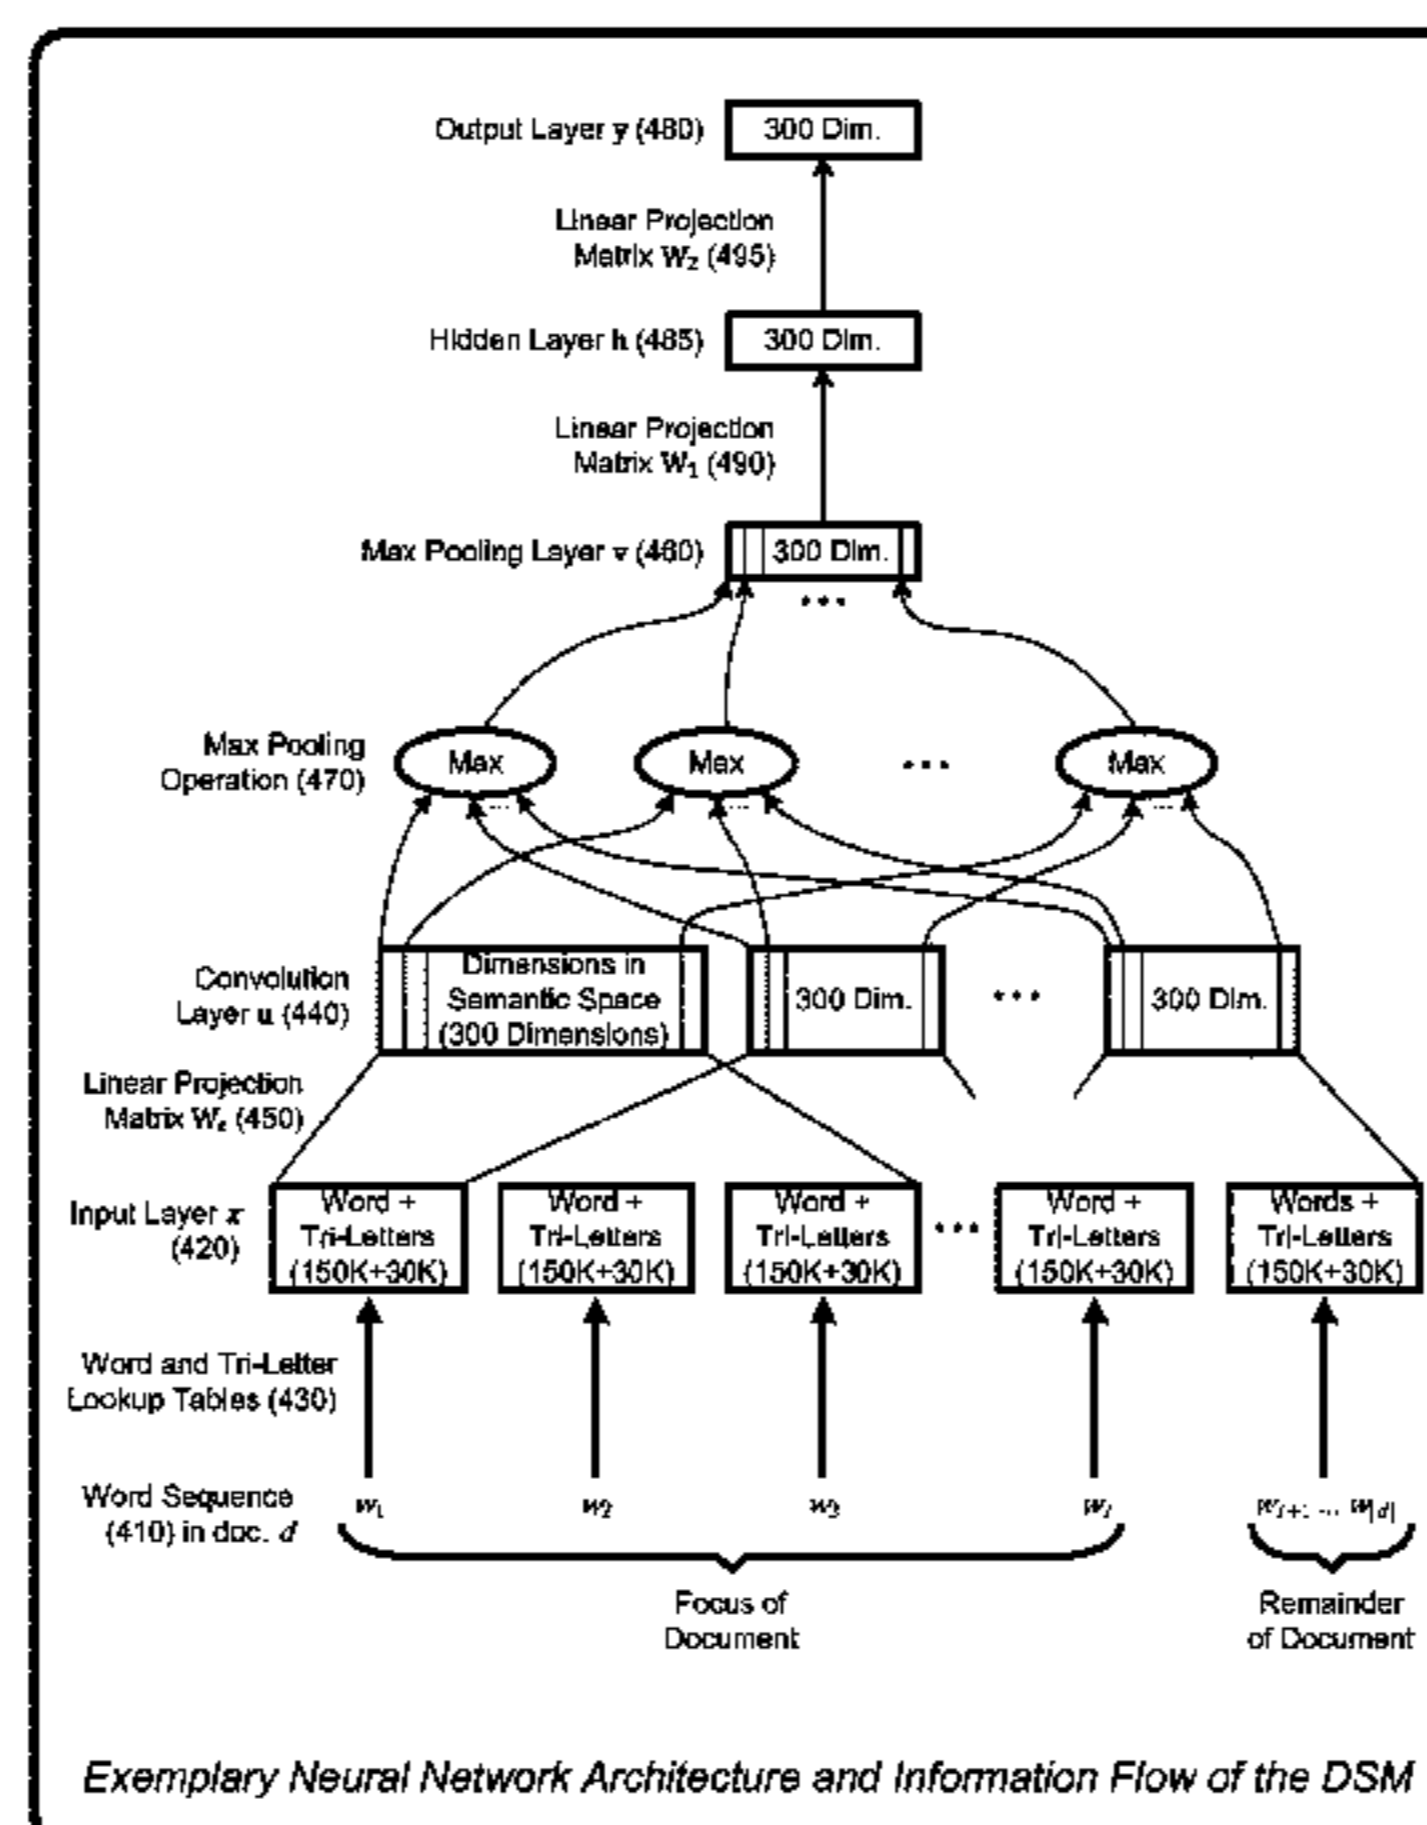 Output Layer y (480)
300 Dim.
Linear Projection
Matrix W₂ (495)
Hidden Layer h (485)
300 Dim.
Linear Projection
Matrix W₁ (490)
Max Pooling Layer v (460)
300 Dim.
...
Max Pooling
Operation (470)
Max
Max
...
Max
...
...
...
Convolution
Layer u (440)
Dimensions in
Semantic Space
(300 Dimensions)
300 Dim.
...
300 Dim.
Linear Projection
Matrix W꜀ (450)
Input Layer x
(420)
Word +
Tri-Letters
(150K+30K)
Word +
Tri-Letters
(150K+30K)
Word +
Tri-Letters
(150K+30K)
...
Word +
Tri-Letters
(150K+30K)
Words +
Tri-Letters
(150K+30K)
Word and Tri-Letter
Lookup Tables (430)
Word Sequence
(410) in doc. d
w₁
w₂
w₃
Focus of
Document
Remainder
of Document
Exemplary Neural Network Architecture and Information Flow of the DSM